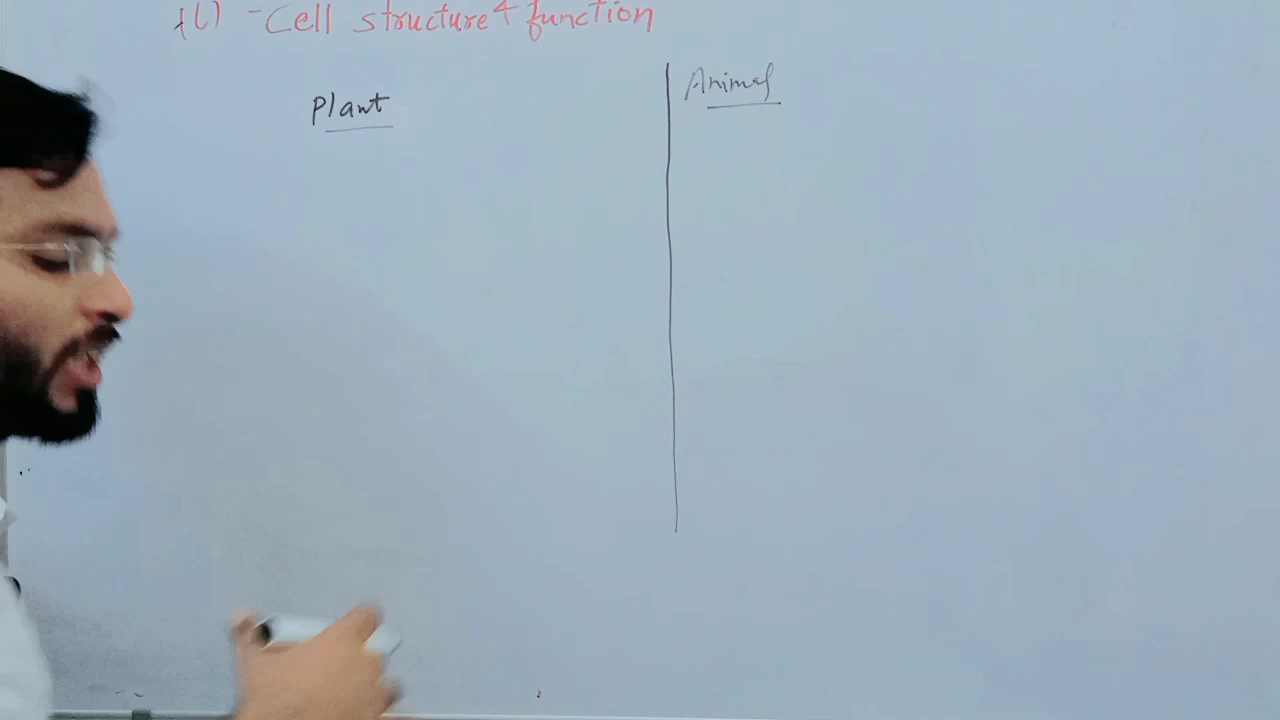 - Cell structure & function
Plant
Animal